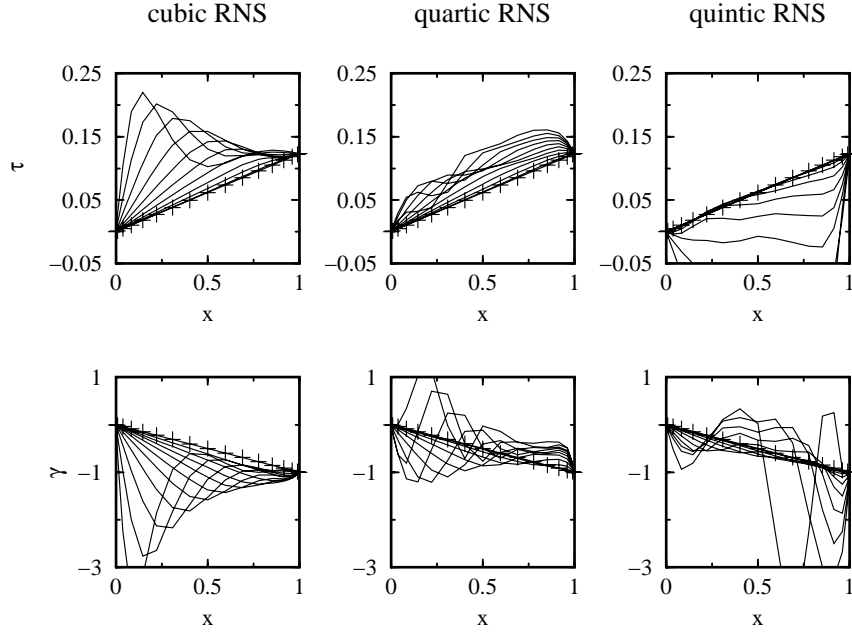 cubic RNS quartic RNS quintic RNS
0.25 0.25 0.25
0.15 0.15 0.15
τ
0.05 0.05 0.05
−0.05 −0.05 −0.05
0 0.5 1 0 0.5 1 0 0.5 1
x x x
1 1 1
γ −1 −1 −1
−3 −3 −3
0 0.5 1 0 0.5 1 0 0.5 1
x x x